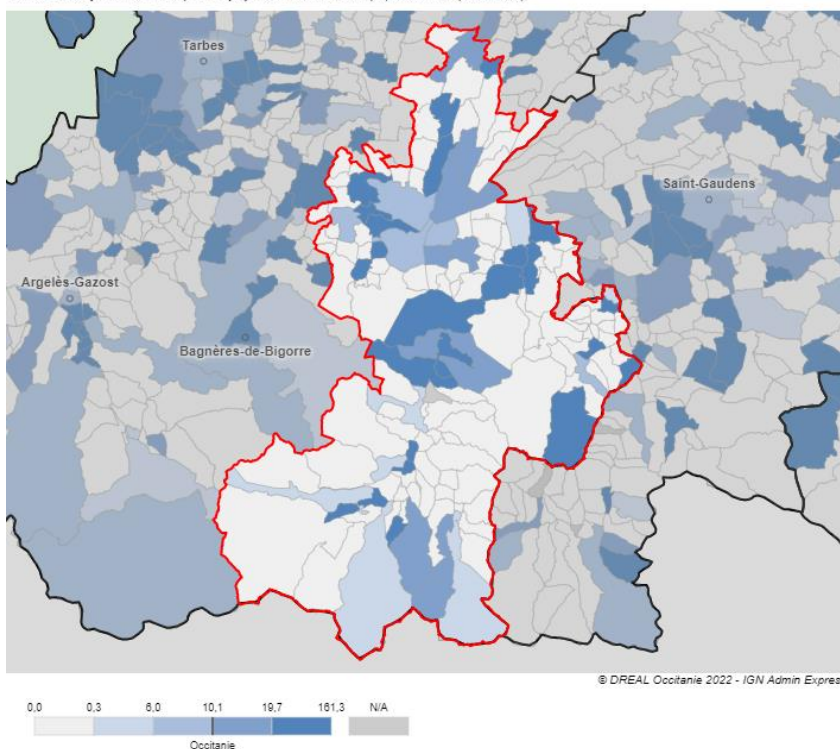 Tarbes
Saint-Gaudens
Argelès-Gazost
Bagnères-de-Bigorre
© DREAL Occitanie 2022 - IGN Admin Expres
0,0 0,3 6,0 10,1 19,7 161,3 N/A
Occitanie